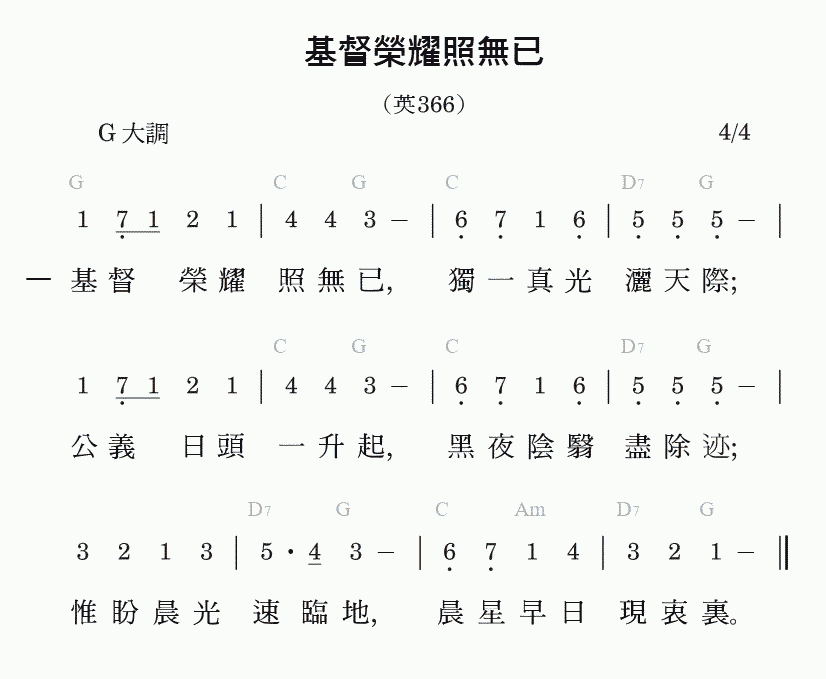 基督榮耀照無已
（英366）
G 大調 4/4
G C G C D7 G
1 7̣ 1 2 1 | 4 4 3 – | 6̣ 7̣ 1 6̣ | 5̣ 5̣ 5̣ – |
一 基督 榮耀 照無已, 獨一真光 灑天際;
C G C D7 G
1 7̣ 1 2 1 | 4 4 3 – | 6̣ 7̣ 1 6̣ | 5̣ 5̣ 5̣ – |
公義 日頭 一升起, 黑夜陰翳 盡除迹;
D7 G C Am D7 G
3 2 1 3 | 5 • 4 3 – | 6̣ 7̣ 1 4 | 3 2 1 – ‖
惟盼晨光 速臨地, 晨星早日 現衷裏。